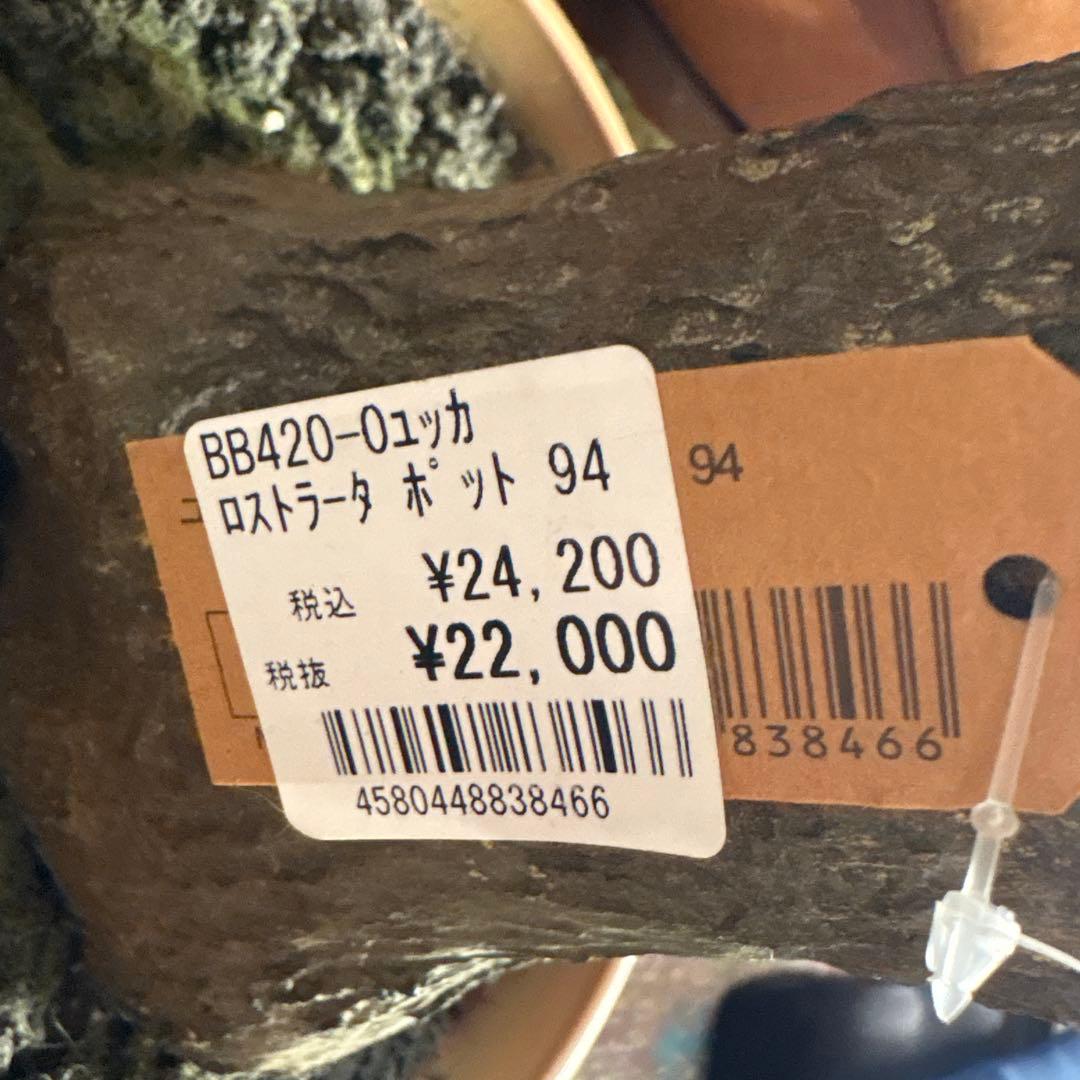 BB420-0ﾕｯｶ
ﾛｽﾄﾗｰﾀ ﾎﾟｯﾄ 94
税込 ¥24,200
税抜 ¥22,000
4580448838466
94
838466